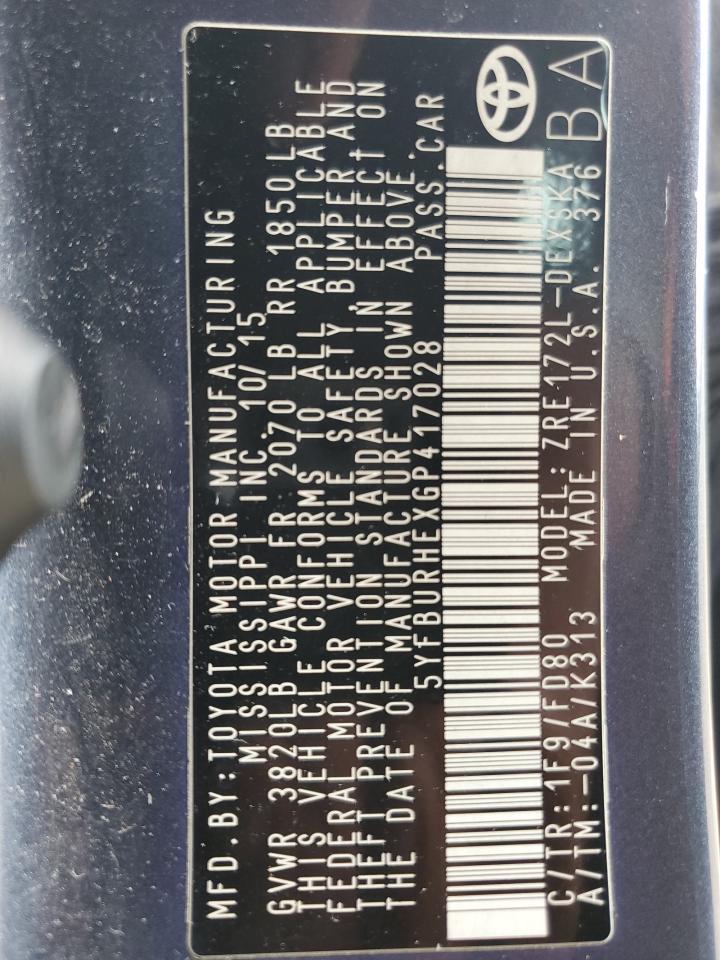 MFD.BY:TOYOTA MOTOR MANUFACTURING
MISSISSIPPI INC 10/15
GVWR 3820LB GAWR FR 2070 LB RR 1850LB
THIS VEHICLE CONFORMS TO ALL APPLICABLE
FEDERAL MOTOR VEHICLE SAFETY BUMPER AND
THEFT PREVENTION STANDARDS IN EFFECT ON
THE DATE OF MANUFACTURE SHOWN ABOVE.
5YFBURHEXGP417028 PASS.CAR
C/TR:1F9/FD80 MODEL:ZRE172L-DEXSKA
A/TM:-04A/K313 MADE IN U.S.A. 376
BA